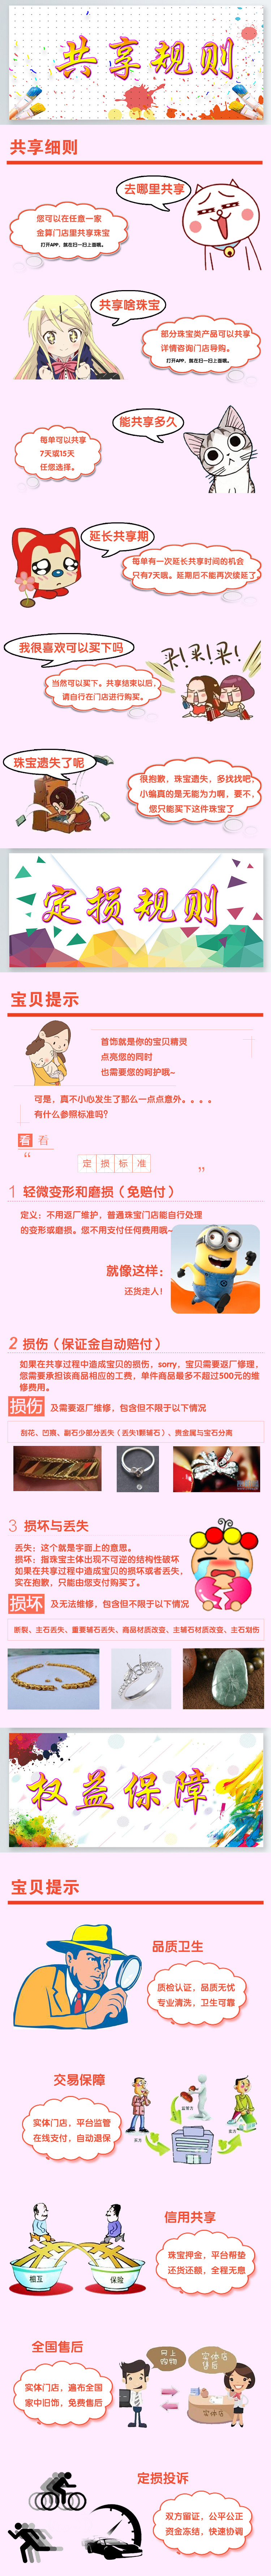 共享规则
共享细则
去哪里共享
您可以在任意一家
金算门店里共享珠宝
打开APP，就在扫一扫上面哦。
共享啥珠宝
部分珠宝类产品可以共享
详情咨询门店导购。
打开APP，就在扫一扫上面哦。
能共享多久
每单可以共享
7天或15天
任您选择。
延长共享期
每单有一次延长共享时间的机会
只有7天哦。延期后不能再次续延了
我很喜欢可以买下吗
买!买!买!
当然可以买下。共享结束以后，
请自行在门店进行购买。
珠宝遗失了呢
很抱歉，珠宝遗失，多找找吧，
小编真的是无能为力啊，要不，
您只能买下这件珠宝了
定损规则
宝贝提示
首饰就是你的宝贝精灵
点亮您的同时
也需要您的呵护哦~
可是，真不小心发生了那么一点点意外。。。。
有什么参照标准吗？
看看
定损标准
1 轻微变形和磨损（免赔付）
定义：不用返厂维护，普通珠宝门店能自行处理
的变形或磨损。您不用支付任何费用哦~
就像这样：
还货走人！
2 损伤（保证金自动赔付）
如果在共享过程中造成宝贝的损伤，sorry，宝贝需要返厂修理，
您需要承担该商品相应的工费，单件商品最多不超过500元的维
修费用。
损伤 及需要返厂维修，包含但不限于以下情况
刮花、凹痕、副石少部分丢失（丢失1颗辅石）、贵金属与宝石分离
3 损坏与丢失
丢失：这个就是字面上的意思。
损坏：指珠宝主体出现不可逆的结构性破坏
如果在共享过程中造成宝贝的损坏或者丢失，
实在抱歉，只能由您支付购买了。
损坏 及无法维修，包含但不限于以下情况
断裂、主石丢失、重要辅石丢失、商品材质改变、主辅石材质改变、主石划伤
权益保障
宝贝提示
品质卫生
质检认证，品质无忧
专业清洗，卫生可靠
交易保障
实体门店，平台监管
在线支付，自动退保
监管方
买方
卖方
信用共享
珠宝押金，平台帮垫
还货还额，全程无息
相互
保险
全国售后
实体门店，遍布全国
家中旧饰，免费售后
马上
购物
实体店
售后
实体店
定损投诉
双方留证，公平公正
资金冻结，快速协调